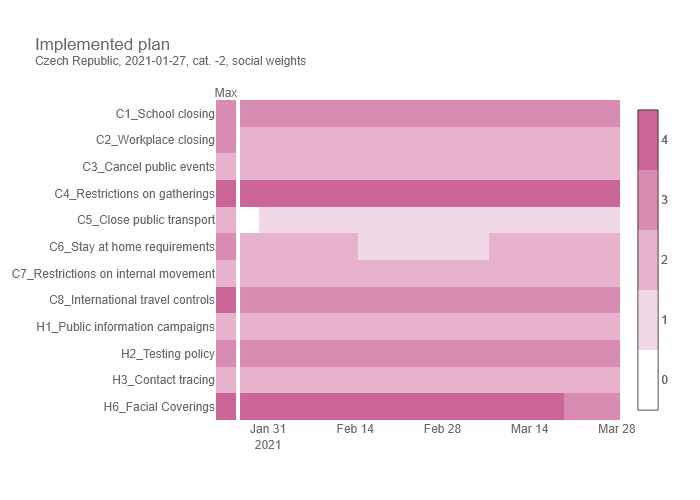 Implemented plan
Czech Republic, 2021-01-27, cat. -2, social weights
Max
C1_School closing
C2_Workplace closing
C3_Cancel public events
C4_Restrictions on gatherings
C5_Close public transport
C6_Stay at home requirements
C7_Restrictions on internal movement
C8_International travel controls
H1_Public information campaigns
H2_Testing policy
H3_Contact tracing
H6_Facial Coverings
Jan 31 Feb 14 Feb 28 Mar 14 Mar 28
2021
4
3
2
1
0